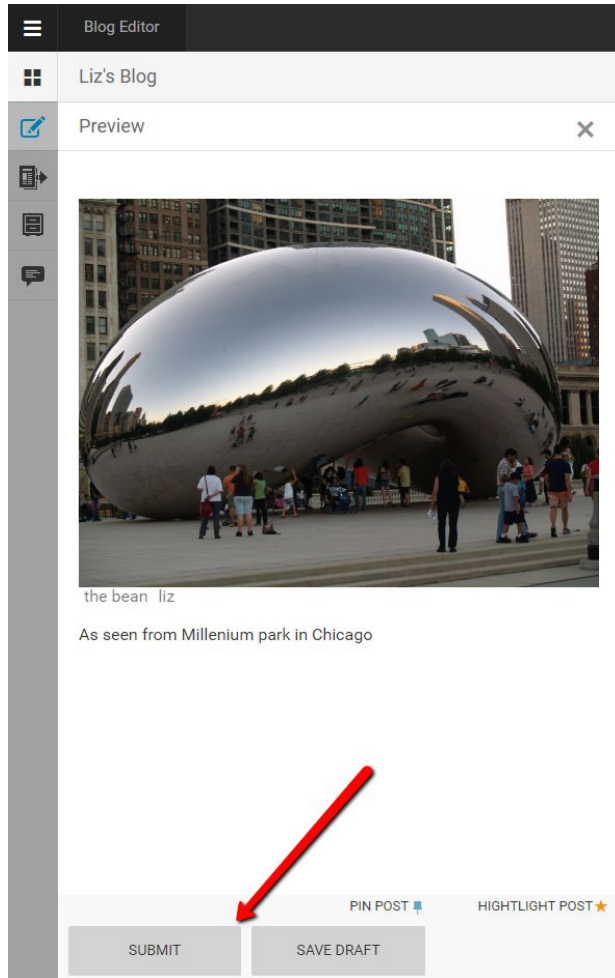 Blog Editor
Liz's Blog
Preview
the bean liz
As seen from Millenium park in Chicago
PIN POST HIGHTLIGHT POST
SUBMIT SAVE DRAFT